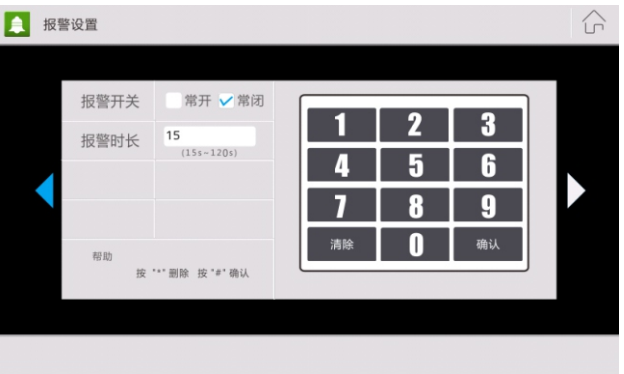 报警设置
报警开关 常开 常闭
报警时长 15
(15s~120s)
帮助
按 "*" 删除 按 "#" 确认
1 2 3
4 5 6
7 8 9
清除 0 确认